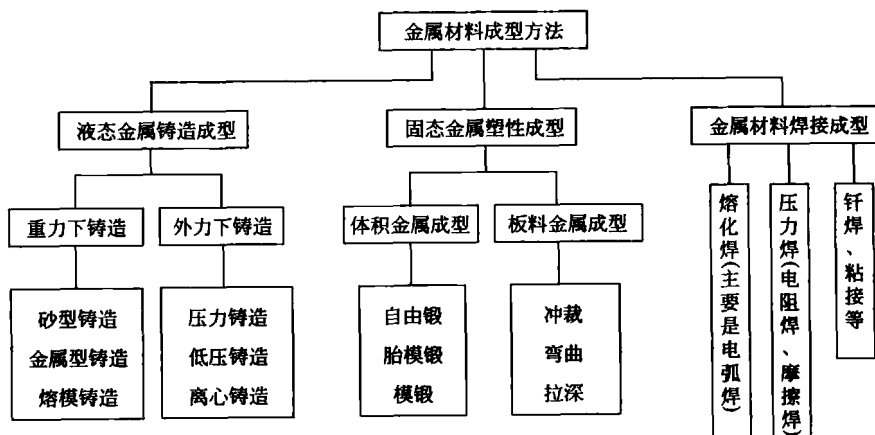 金属材料成型方法
液态金属铸造成型
固态金属塑性成型
金属材料焊接成型
重力下铸造
外力下铸造
体积金属成型
板料金属成型
砂型铸造
金属型铸造
熔模铸造
压力铸造
低压铸造
离心铸造
自由锻
胎模锻
模锻
冲裁
弯曲
拉深
熔化焊(主要是电弧焊)
压力焊(电阻焊、摩擦焊)
钎焊、粘接等